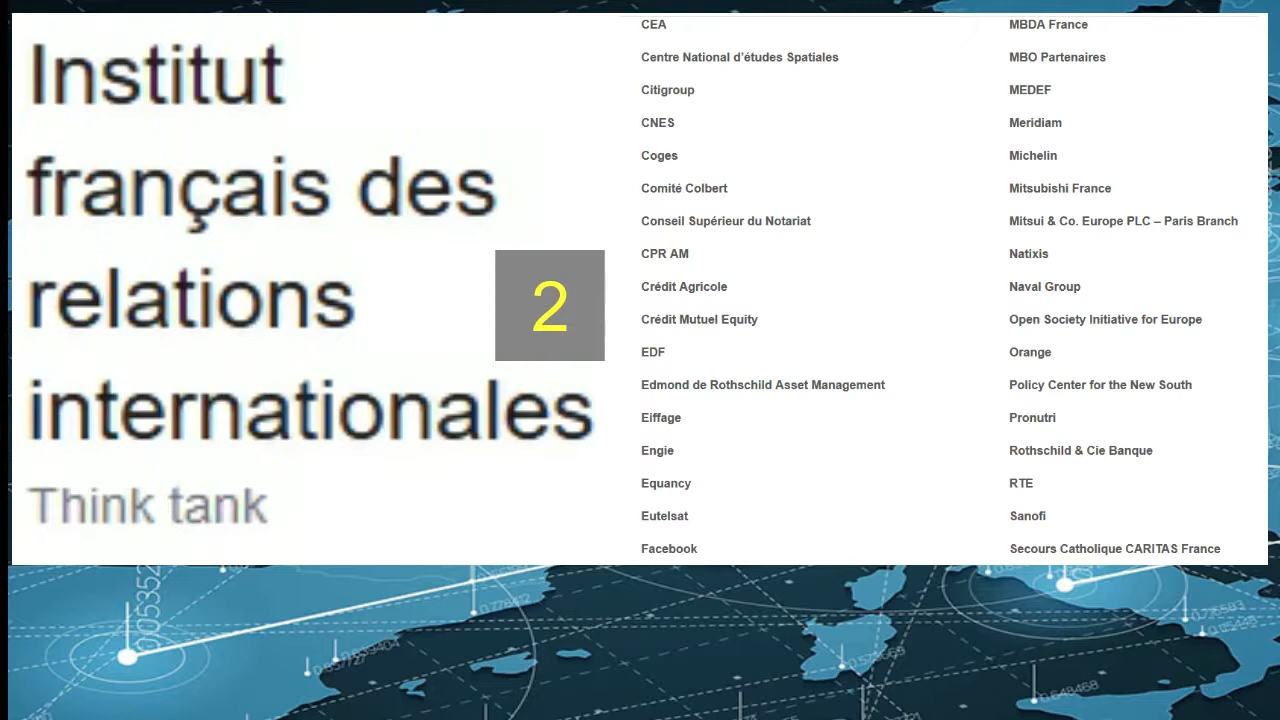 Institut
français des
relations
internationales
Think tank
2
CEA
Centre National d'études Spatiales
Citigroup
CNES
Coges
Comité Colbert
Conseil Supérieur du Notariat
CPR AM
Crédit Agricole
Crédit Mutuel Equity
EDF
Edmond de Rothschild Asset Management
Eiffage
Engie
Equancy
Eutelsat
Facebook
MBDA France
MBO Partenaires
MEDEF
Meridiam
Michelin
Mitsubishi France
Mitsui & Co. Europe PLC – Paris Branch
Natixis
Naval Group
Open Society Initiative for Europe
Orange
Policy Center for the New South
Pronutri
Rothschild & Cie Banque
RTE
Sanofi
Secours Catholique CARITAS France
0.648468